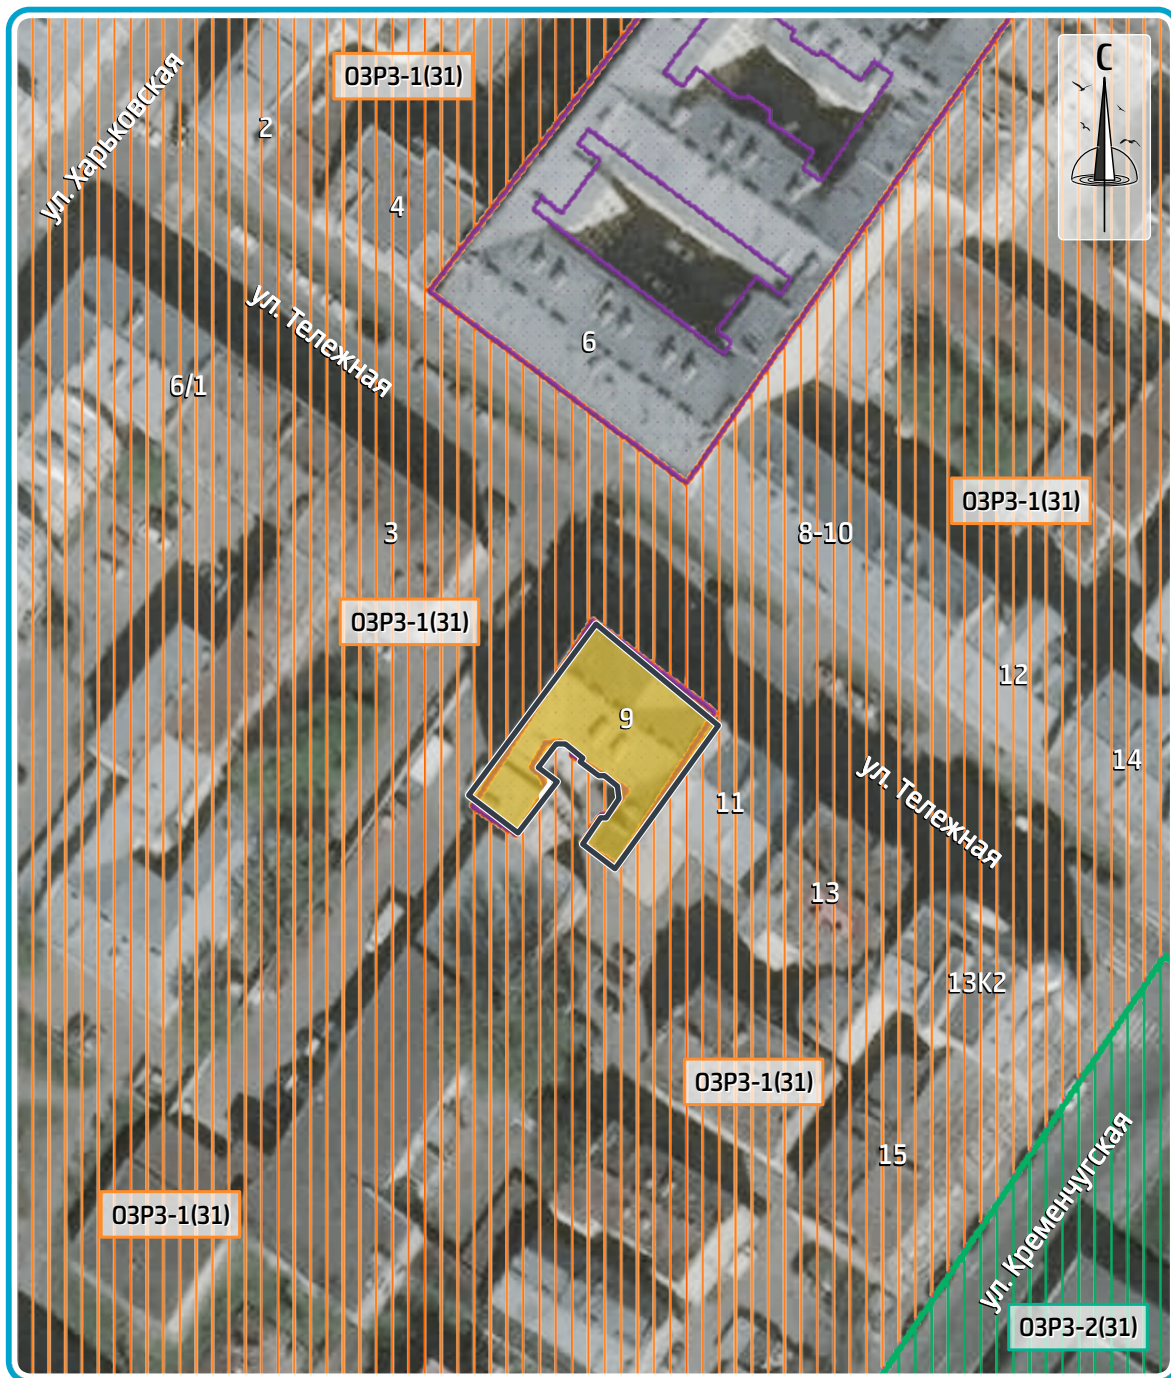 ОЗРЗ-1(31)
С
ул. Харьковская
2
4
ул. Тележная
6
6/1
ОЗРЗ-1(31)
3
8-10
ОЗРЗ-1(31)
12
9
14
11
ул. Тележная
13
13К2
ОЗРЗ-1(31)
15
ул. Кременчугская
ОЗРЗ-1(31)
ОЗРЗ-2(31)